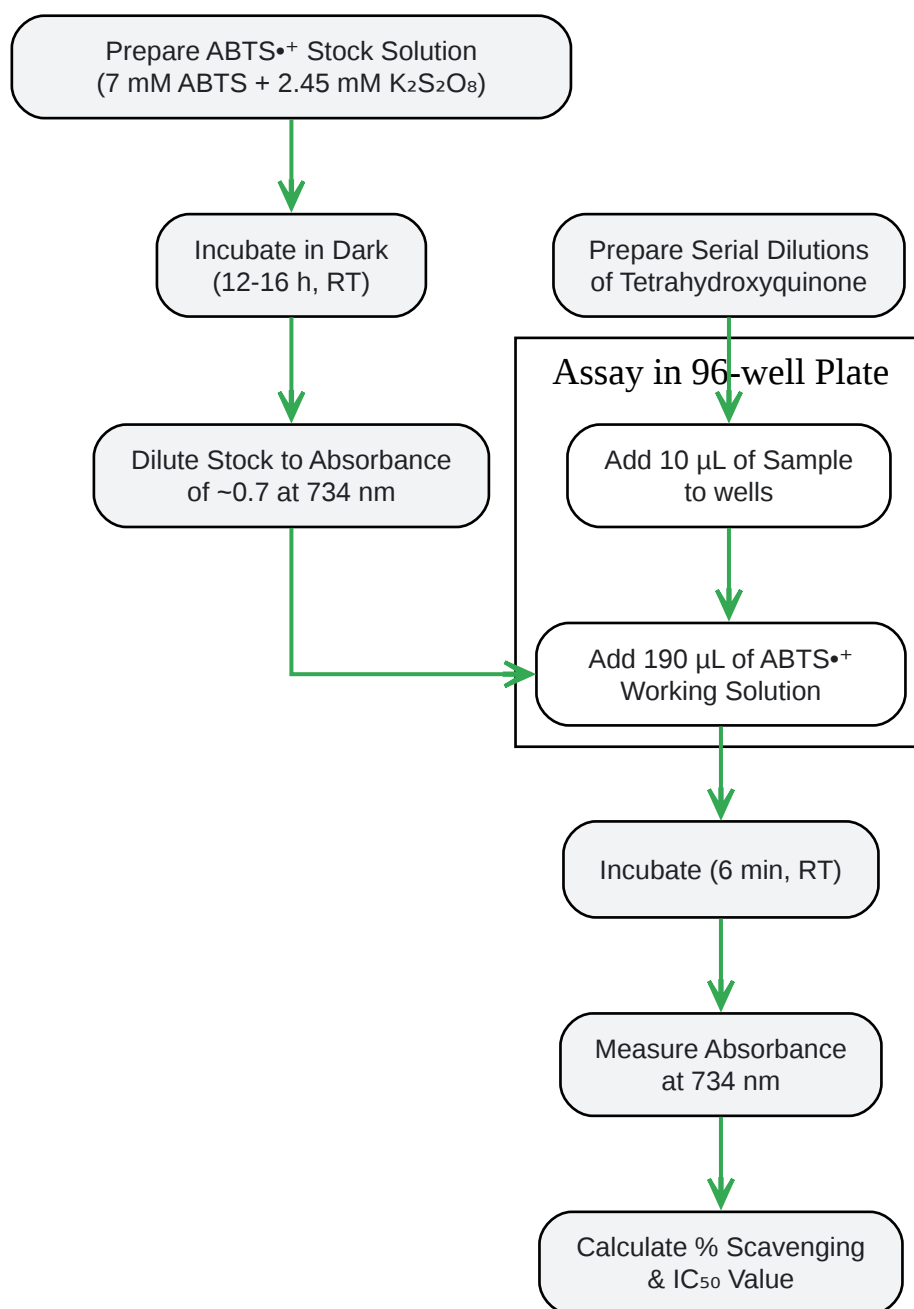 Prepare ABTS•⁺ Stock Solution
(7 mM ABTS + 2.45 mM K₂S₂O₈)
Incubate in Dark
(12-16 h, RT)
Prepare Serial Dilutions
of Tetrahydroxyquinone
Assay in 96-well Plate
Dilute Stock to Absorbance
of ~0.7 at 734 nm
Add 10 µL of Sample
to wells
Add 190 µL of ABTS•⁺
Working Solution
Incubate (6 min, RT)
Measure Absorbance
at 734 nm
Calculate % Scavenging
& IC₅₀ Value